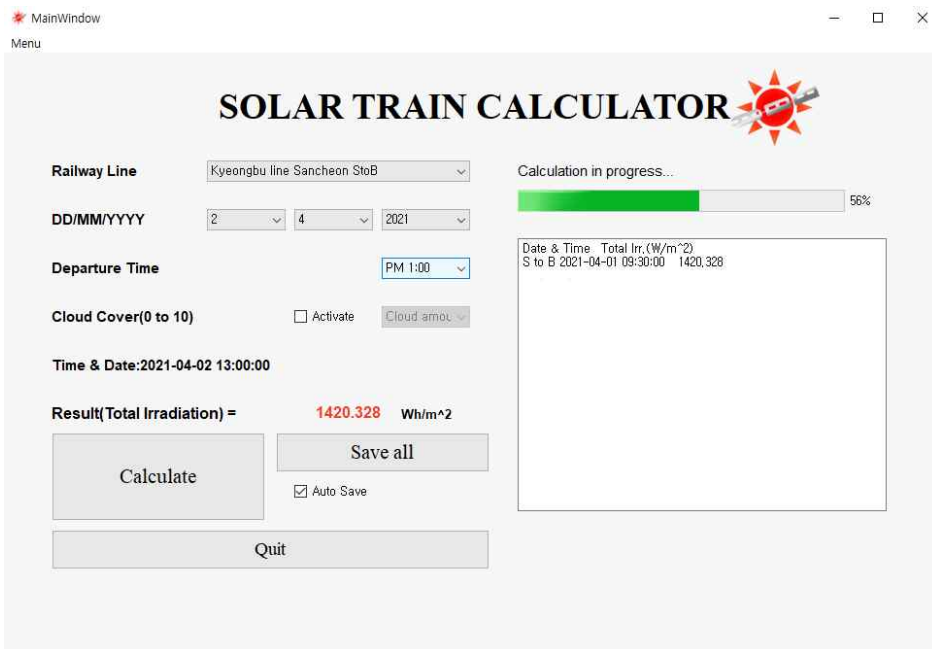 MainWindow
Menu
SOLAR TRAIN CALCULATOR
Railway Line
Kyeongbu line Sancheon StoB
DD/MM/YYYY
2
4
2021
Departure Time
PM 1:00
Cloud Cover(0 to 10)
Activate
Cloud amou
Time & Date:2021-04-02 13:00:00
Result(Total Irradiation) = 1420.328 Wh/m^2
Calculate
Save all
Auto Save
Quit
Calculation in progress...
56%
Date & Time Total Irr.(W/m^2)
S to B 2021-04-01 09:30:00 1420.328